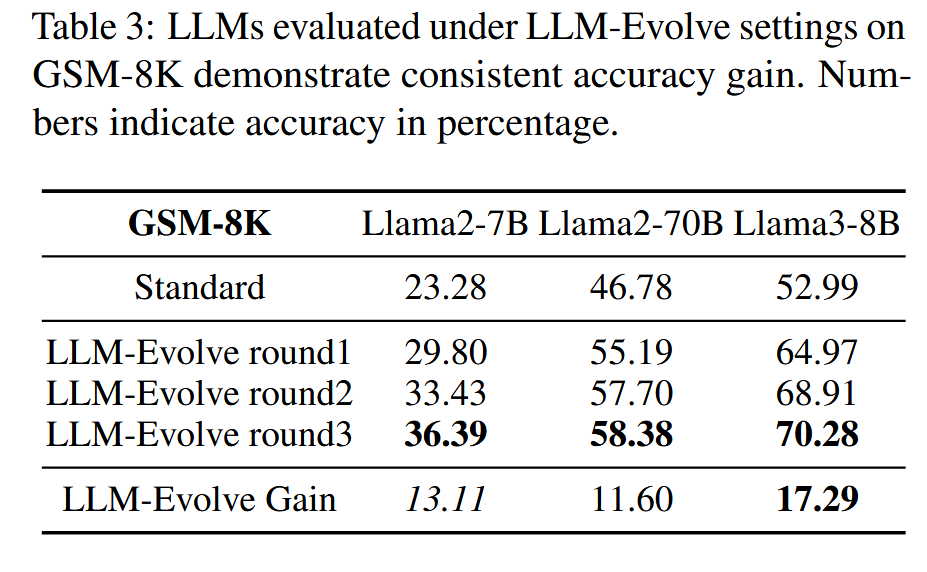 Table 3: LLMs evaluated under LLM-Evolve settings on
GSM-8K demonstrate consistent accuracy gain. Num-
bers indicate accuracy in percentage.
GSM-8K Llama2-7B Llama2-70B Llama3-8B
Standard 23.28 46.78 52.99
LLM-Evolve round1 29.80 55.19 64.97
LLM-Evolve round2 33.43 57.70 68.91
LLM-Evolve round3 36.39 58.38 70.28
LLM-Evolve Gain 13.11 11.60 17.29